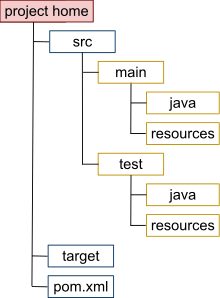 project home
src
main
java
resources
test
java
resources
target
pom.xml